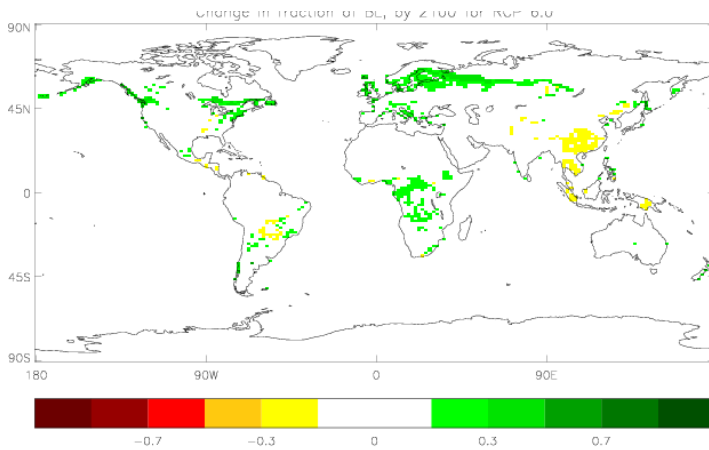 Change in fraction of BL, by 2100 for RCP 6.0
90N
45N
0
45S
90S
180 90W 0 90E
-0.7 -0.3 0 0.3 0.7